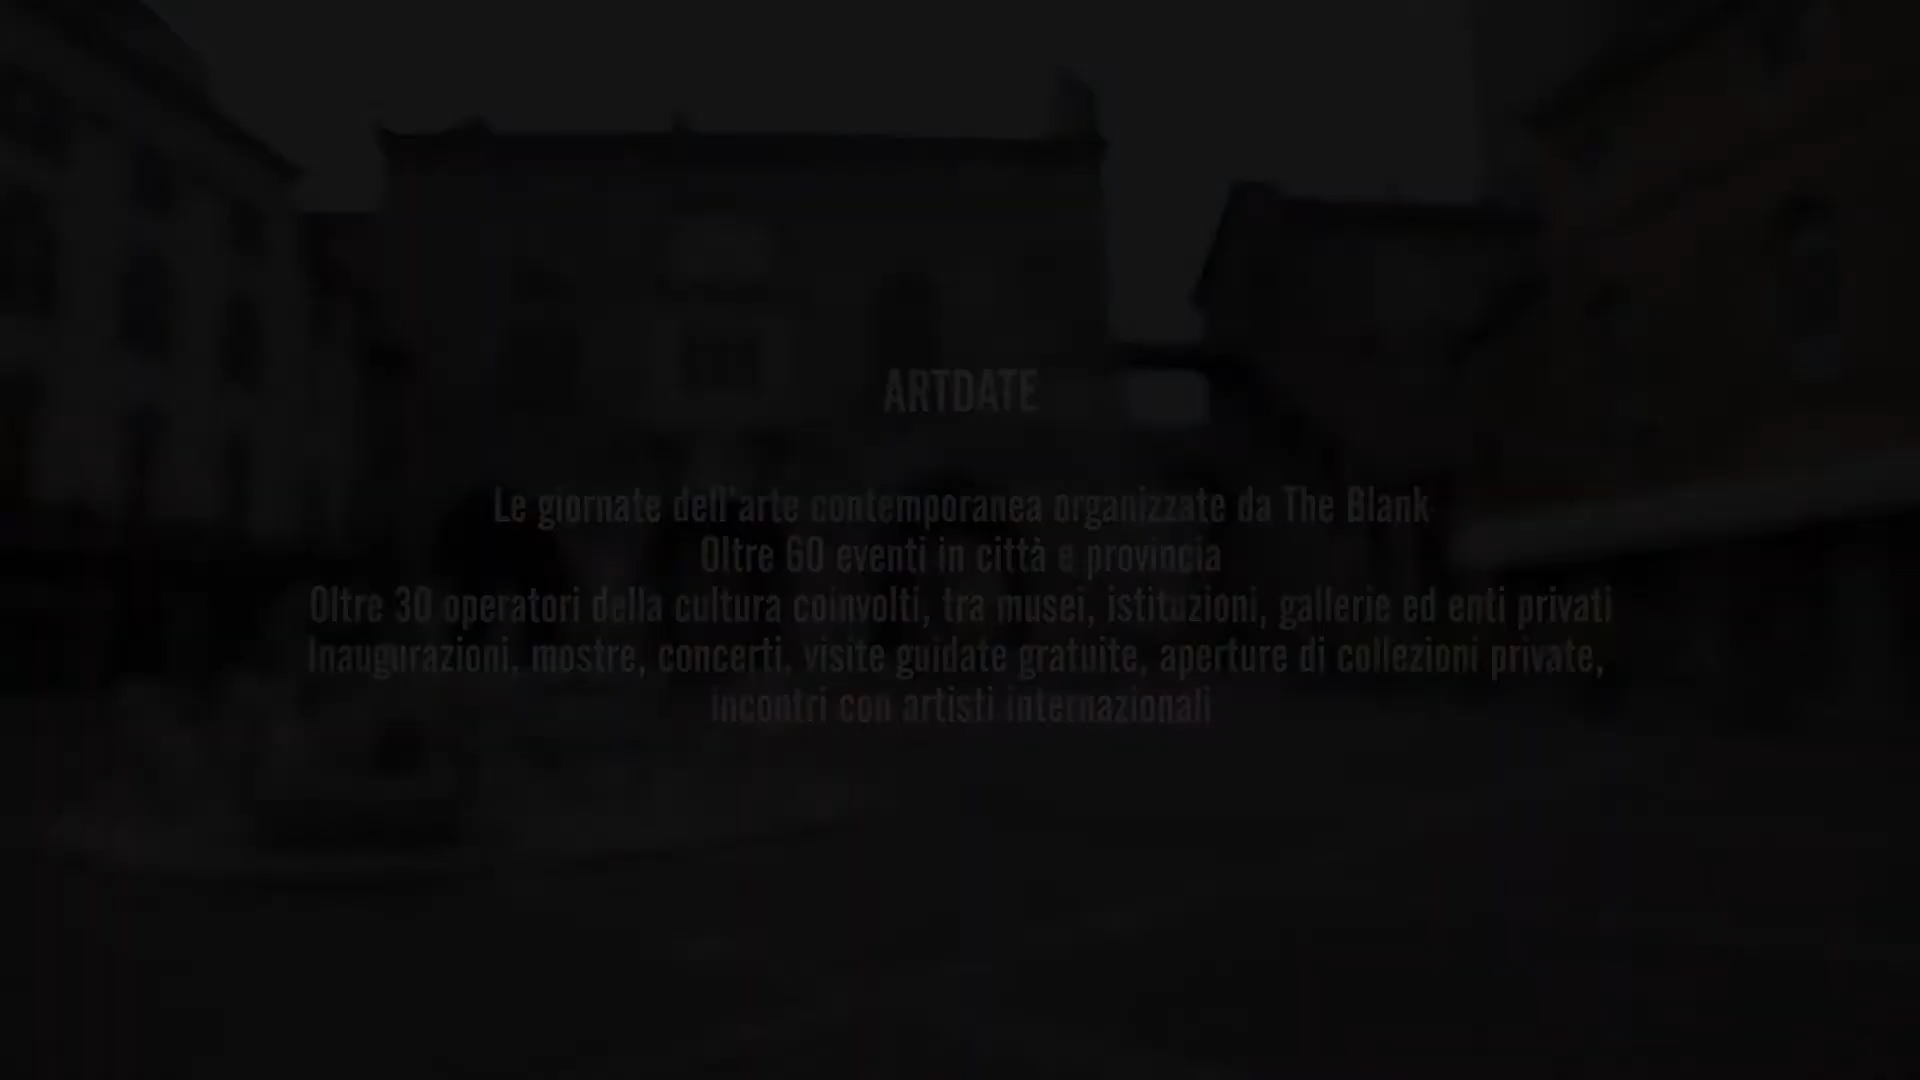 ARTDATE
Le giornate dell'arte contemporanea organizzate da The Blank
Oltre 60 eventi in città e provincia
Oltre 30 operatori della cultura coinvolti, tra musei, istituzioni, gallerie ed enti privati
Inaugurazioni, mostre, concerti, visite guidate gratuite, aperture di collezioni private,
incontri con artisti internazionali